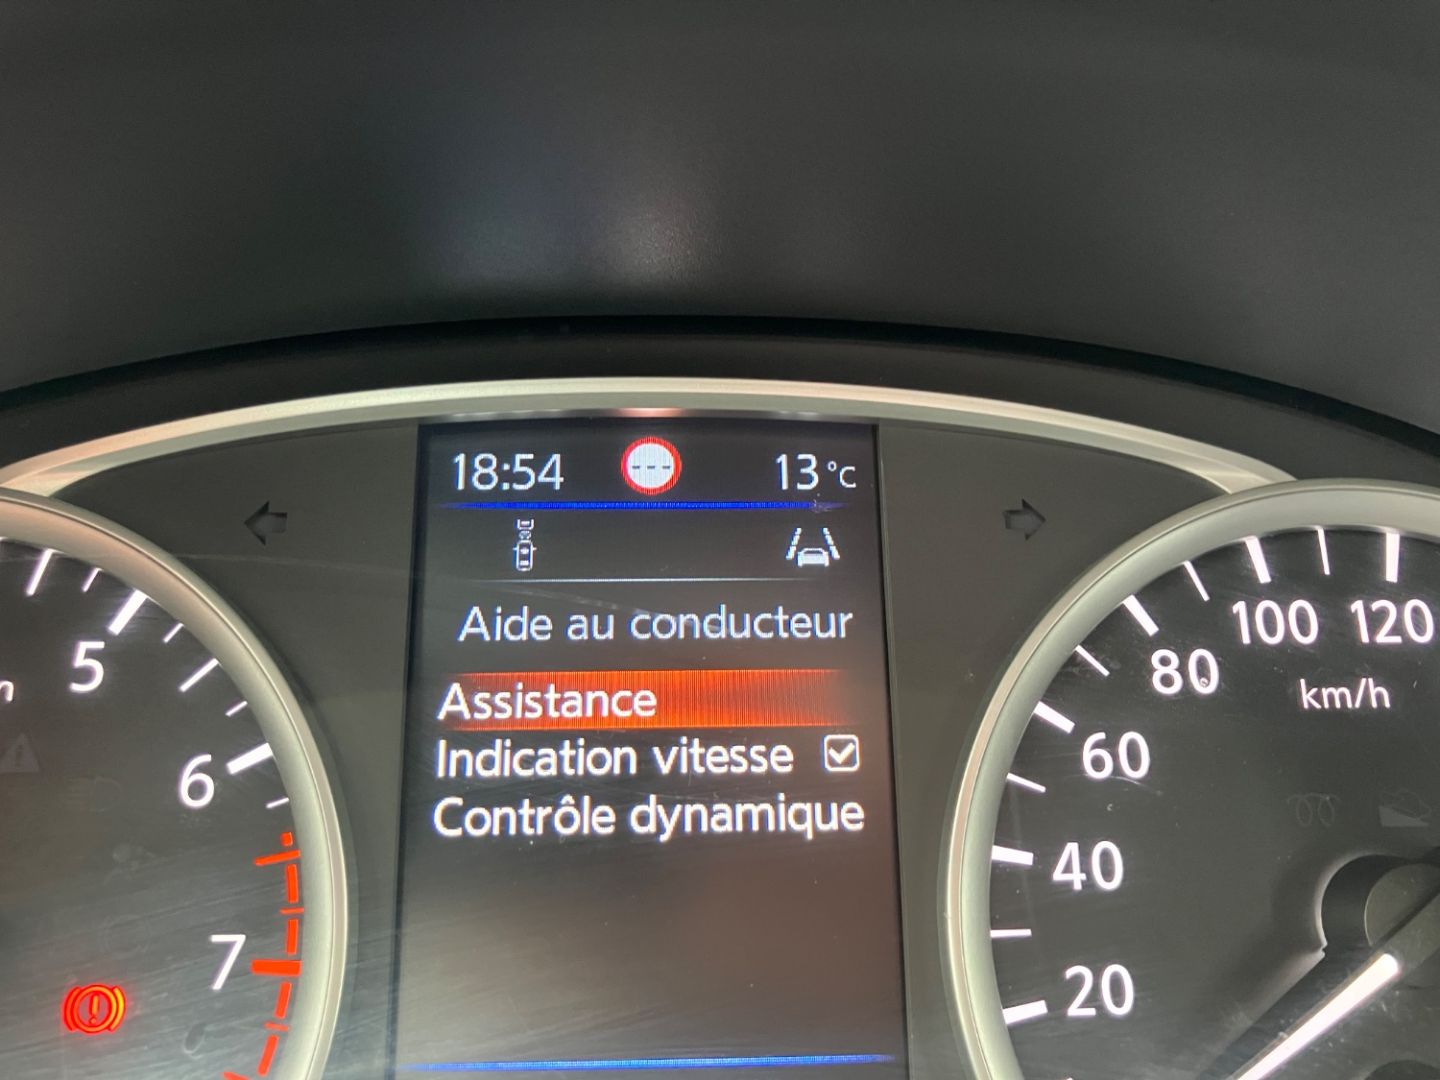 18:54 --- 13 °C
Aide au conducteur
Assistance
Indication vitesse
Contrôle dynamique
5
6
7
20
40
60
80
100
120
km/h